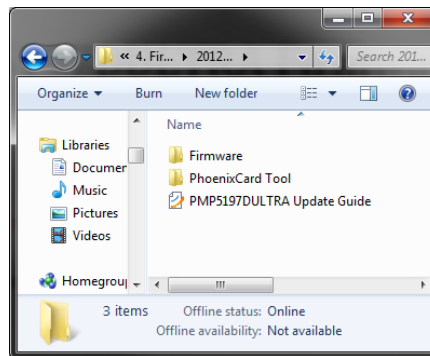 « 4. Fir... ▸ 2012... ▸ Search 201...
Organize ▾ Burn New folder
Name
Libraries
Documen
Music
Pictures
Videos
Homegrou
Firmware
PhoenixCard Tool
PMP5197DULTRA Update Guide
3 items Offline status: Online
Offline availability: Not available